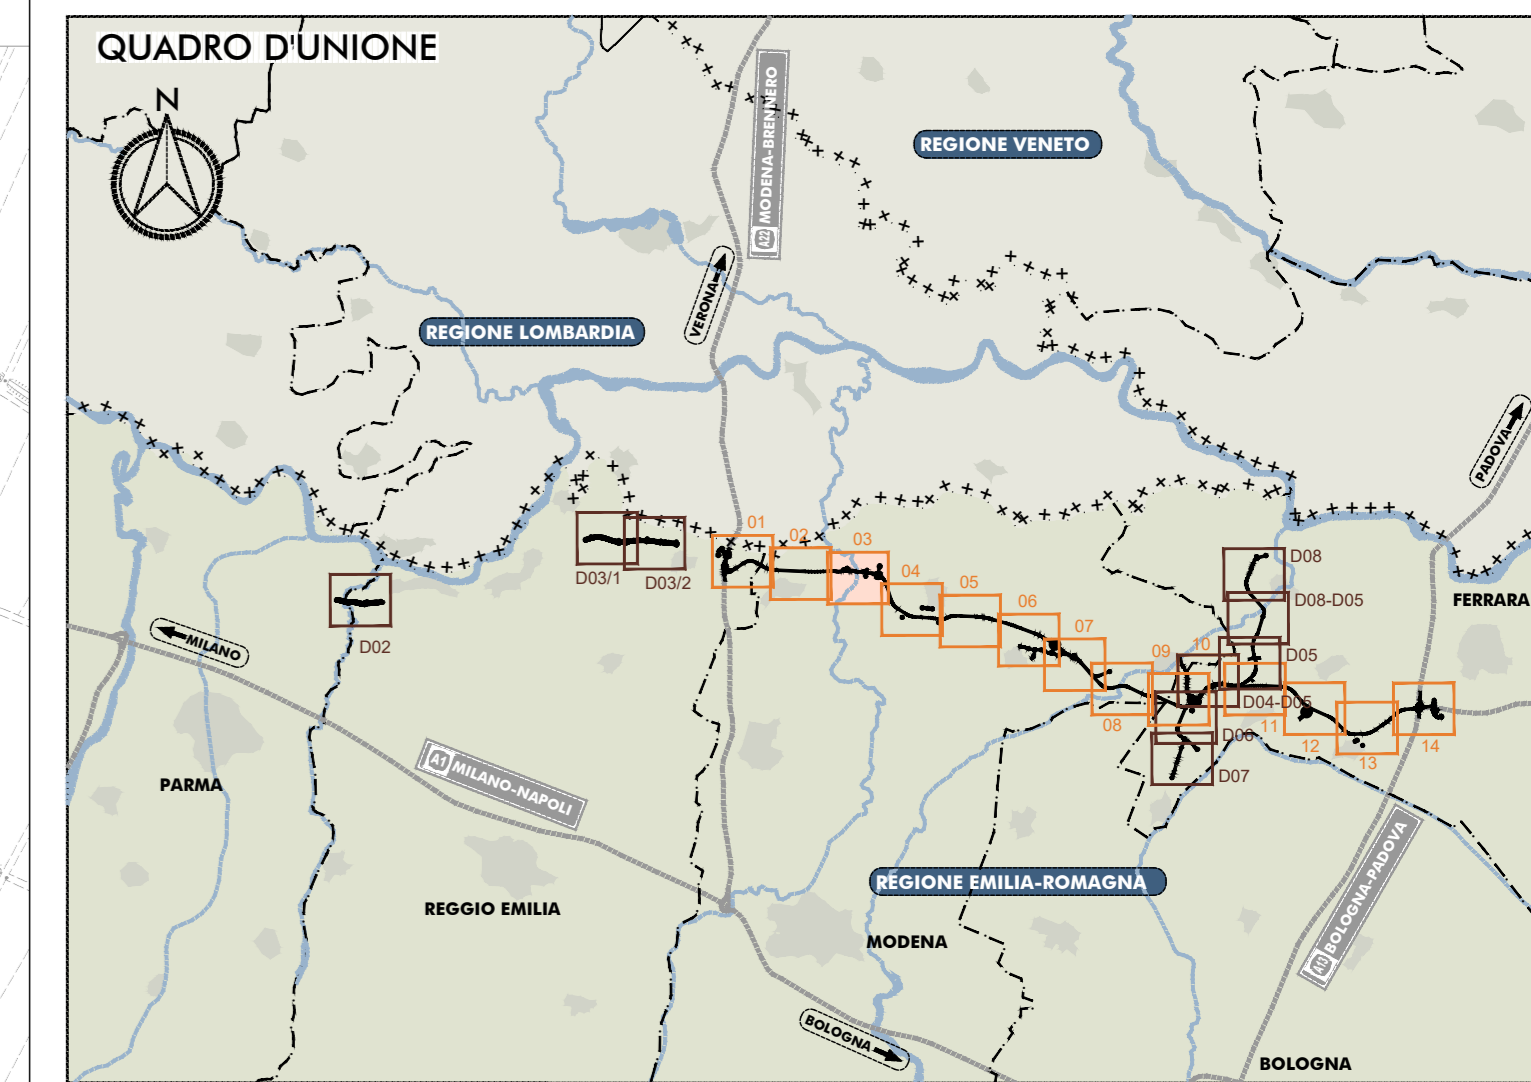 QUADRO D'UNIONE
N
A22 MODENA-BRENNERO
REGIONE VENETO
VERONA
REGIONE LOMBARDIA
PADOVA
01
02
03
04
05
06
07
08
09
10
11
12
13
14
D03/1
D03/2
D02
D08
D08-D05
D05
D04-D05
D06
D07
FERRARA
MILANO
PARMA
A1 MILANO-NAPOLI
REGGIO EMILIA
REGIONE EMILIA-ROMAGNA
MODENA
A13 BOLOGNA-PADOVA
BOLOGNA
BOLOGNA